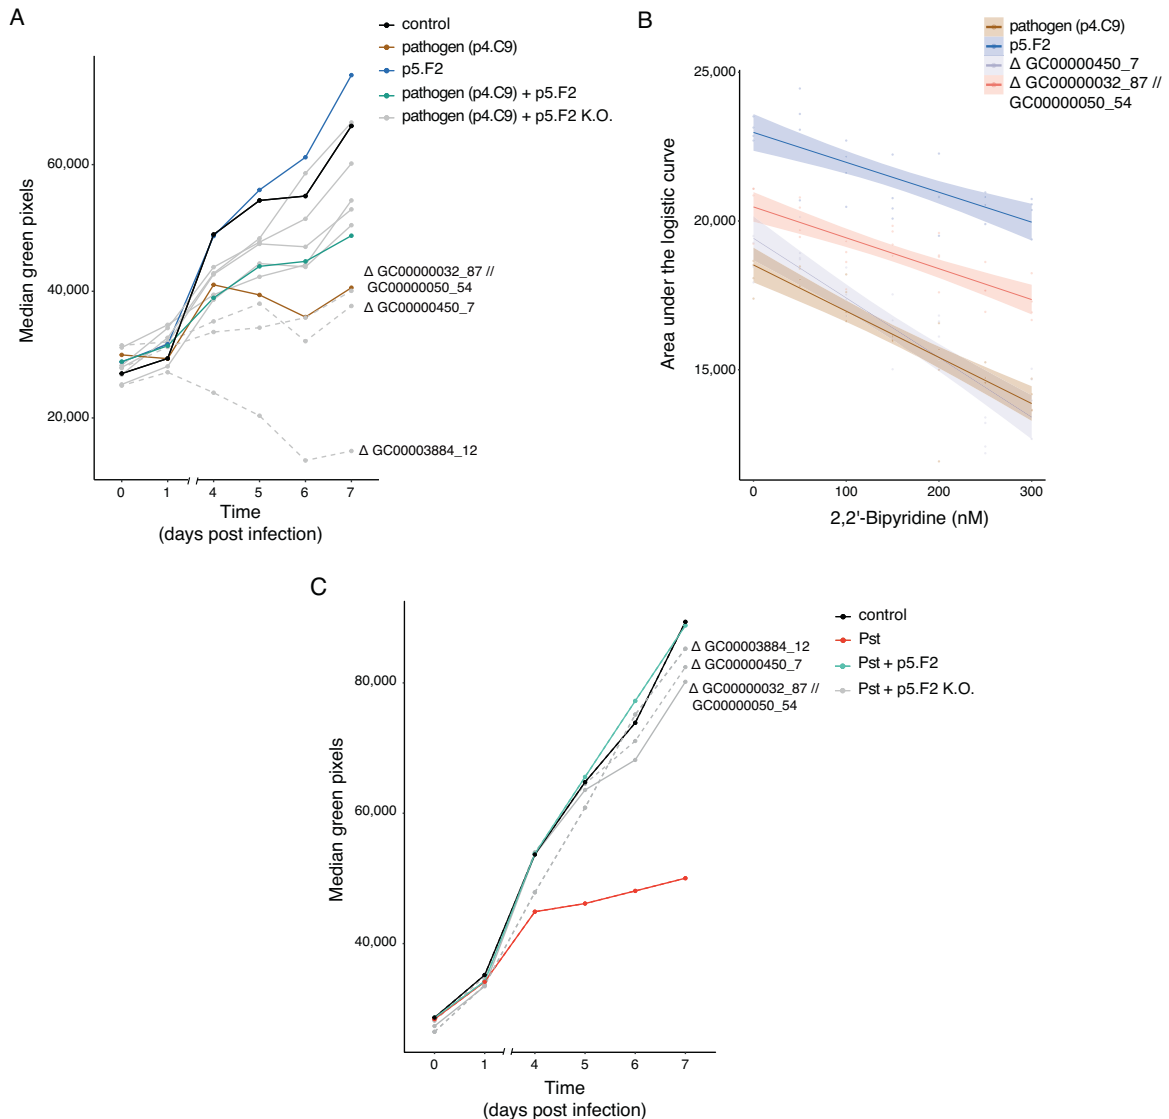 A
control
pathogen (p4.C9)
p5.F2
pathogen (p4.C9) + p5.F2
pathogen (p4.C9) + p5.F2 K.O.
Median green pixels
60,000
40,000
20,000
Δ GC00000032_87 //
GC00000050_54
Δ GC00000450_7
Δ GC00003884_12
0 1 4 5 6 7
Time
(days post infection)
B
pathogen (p4.C9)
p5.F2
Δ GC00000450_7
Δ GC00000032_87 //
GC00000050_54
Area under the logistic curve
25,000
20,000
15,000
0 100 200 300
2,2'-Bipyridine (nM)
C
control
Pst
Pst + p5.F2
Pst + p5.F2 K.O.
Median green pixels
80,000
60,000
40,000
Δ GC00003884_12
Δ GC00000450_7
Δ GC00000032_87 //
GC00000050_54
0 1 4 5 6 7
Time
(days post infection)